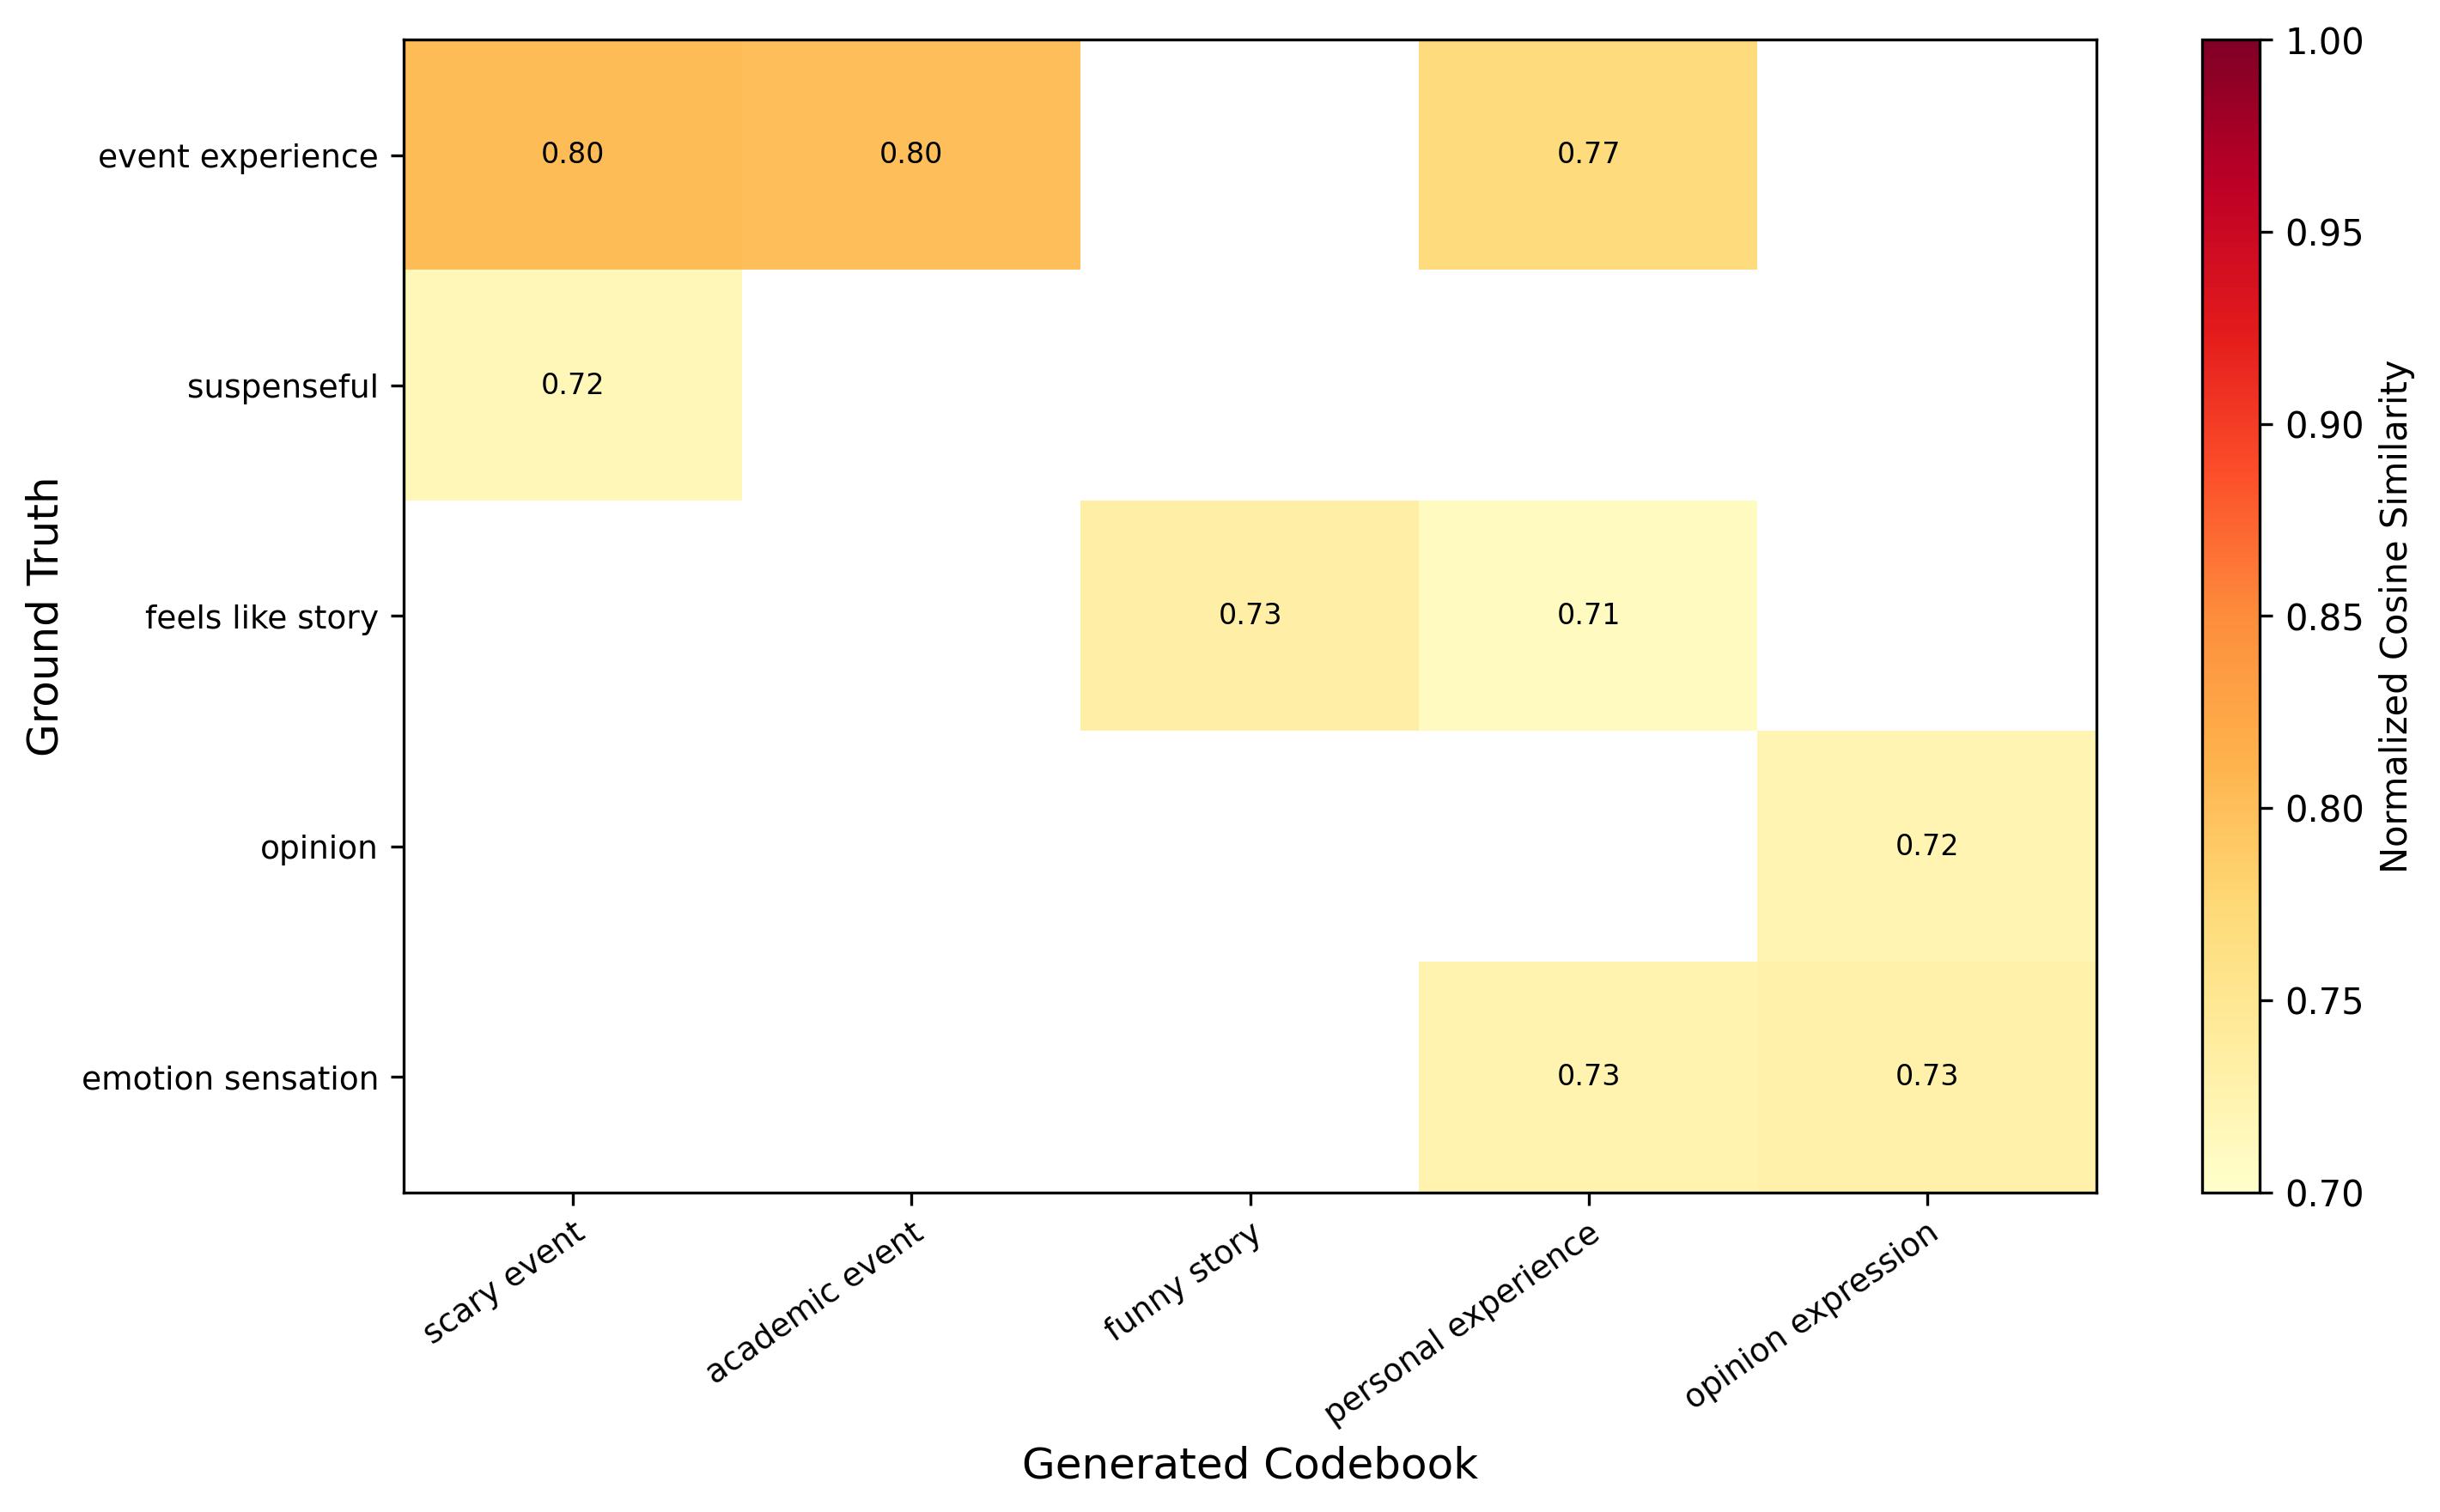 event experience
suspenseful
feels like story
opinion
emotion sensation
Ground Truth
0.80 0.80 0.77
0.72
0.73 0.71
0.72
0.73 0.73
scary event
academic event
funny story
personal experience
opinion expression
Generated Codebook
1.00
0.95
0.90
0.85
0.80
0.75
0.70
Normalized Cosine Similarity